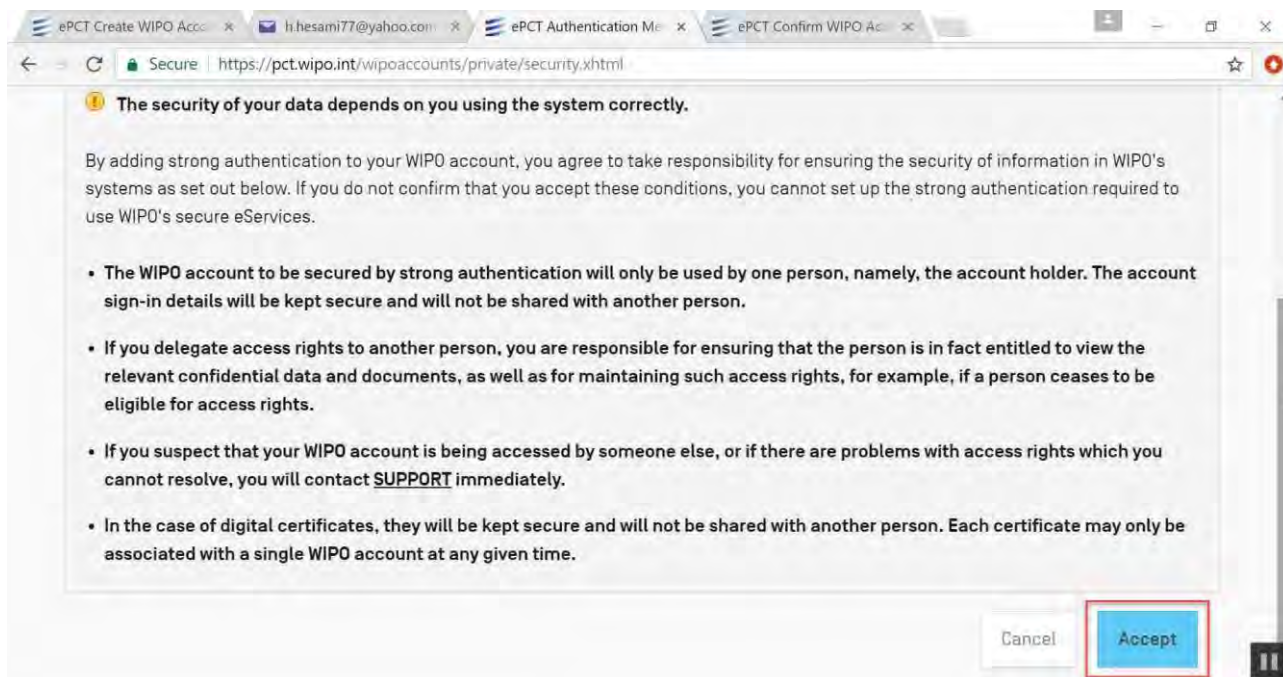 ePCT Create WIPO Acco
h.hesami77@yahoo.com
ePCT Authentication Me
ePCT Confirm WIPO Ac
Secure https://pct.wipo.int/wipoaccounts/private/security.xhtml
The security of your data depends on you using the system correctly.
By adding strong authentication to your WIPO account, you agree to take responsibility for ensuring the security of information in WIPO's
systems as set out below. If you do not confirm that you accept these conditions, you cannot set up the strong authentication required to
use WIPO's secure eServices.
• The WIPO account to be secured by strong authentication will only be used by one person, namely, the account holder. The account
sign-in details will be kept secure and will not be shared with another person.
• If you delegate access rights to another person, you are responsible for ensuring that the person is in fact entitled to view the
relevant confidential data and documents, as well as for maintaining such access rights, for example, if a person ceases to be
eligible for access rights.
• If you suspect that your WIPO account is being accessed by someone else, or if there are problems with access rights which you
cannot resolve, you will contact SUPPORT immediately.
• In the case of digital certificates, they will be kept secure and will not be shared with another person. Each certificate may only be
associated with a single WIPO account at any given time.
Cancel
Accept